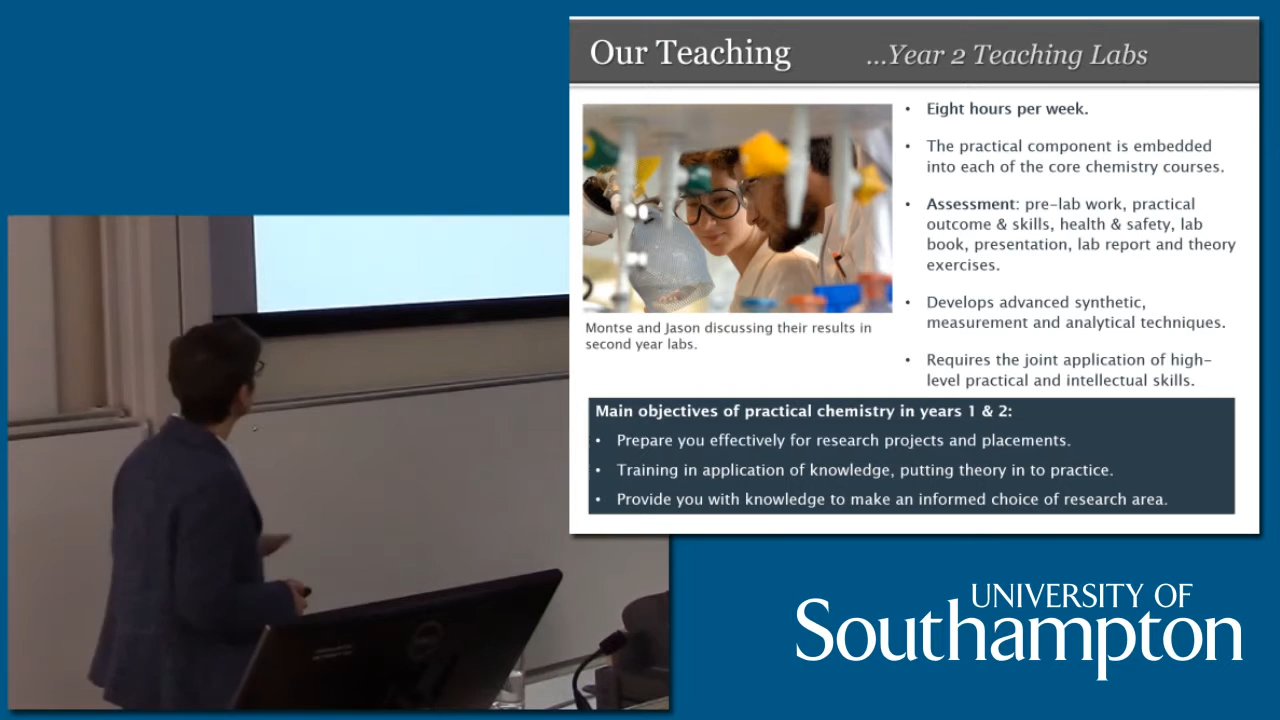 Our Teaching ...Year 2 Teaching Labs
• Eight hours per week.
• The practical component is embedded
into each of the core chemistry courses.
• Assessment: pre-lab work, practical
outcome & skills, health & safety, lab
book, presentation, lab report and theory
exercises.
• Develops advanced synthetic,
measurement and analytical techniques.
• Requires the joint application of high-
level practical and intellectual skills.
Montse and Jason discussing their results in
second year labs.
Main objectives of practical chemistry in years 1 & 2:
• Prepare you effectively for research projects and placements.
• Training in application of knowledge, putting theory in to practice.
• Provide you with knowledge to make an informed choice of research area.
UNIVERSITY OF
Southampton